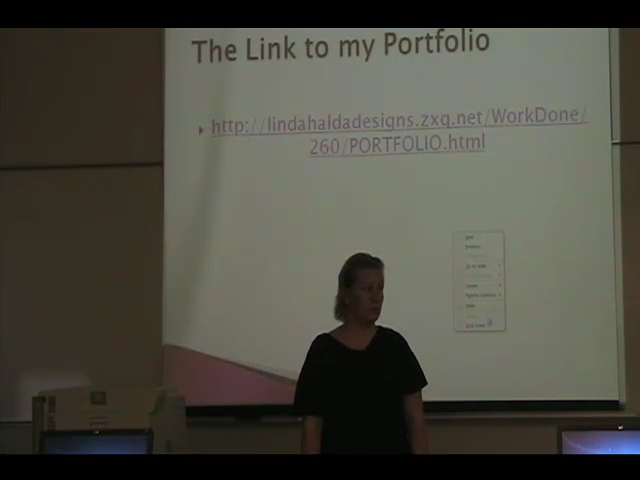 The Link to my Portfolio
http://lindahaldadesigns.zxq.net/WorkDone/
260/PORTFOLIO.html